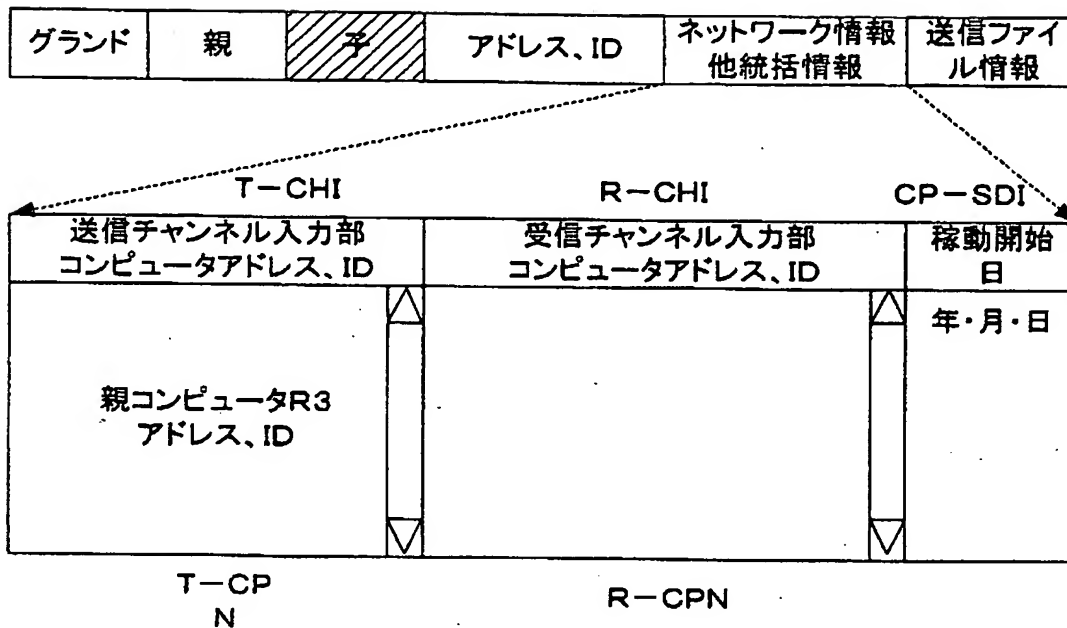 グランド 親 子 アドレス、ID ネットワーク情報 他統括情報 送信ファイル情報
T-CHI R-CHI CP-SDI
送信チャンネル入力部
コンピュータアドレス、ID
受信チャンネル入力部
コンピュータアドレス、ID
稼動開始
日
親コンピュータR3
アドレス、ID
年・月・日
T-CP
N
R-CPN